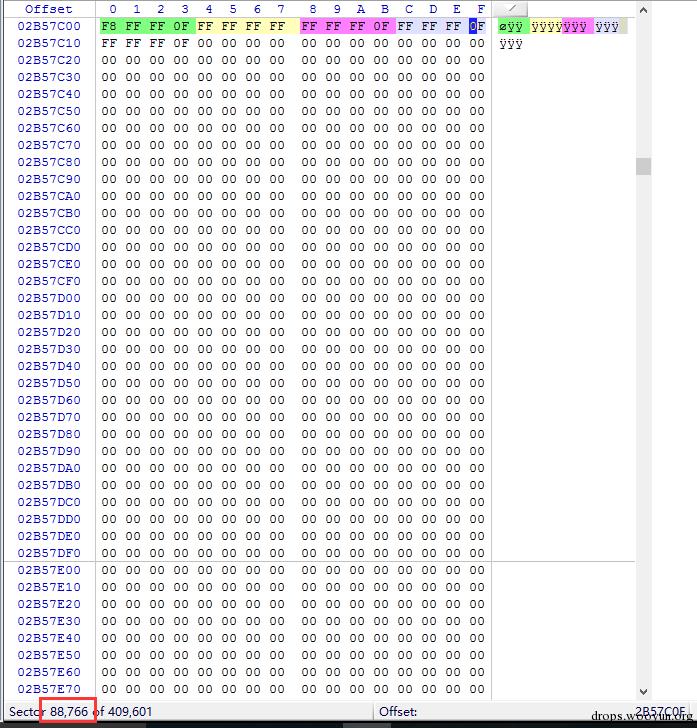 Offset 0 1 2 3 4 5 6 7 8 9 A B C D E F
02B57C00 F8 FF FF 0F FF FF FF FF FF FF FF 0F FF FF FF 0F øÿÿ ÿÿÿÿÿÿÿ ÿÿÿ
02B57C10 FF FF FF 0F 00 00 00 00 00 00 00 00 00 00 00 00 ÿÿÿ
02B57C20 00 00 00 00 00 00 00 00 00 00 00 00 00 00 00 00
02B57C30 00 00 00 00 00 00 00 00 00 00 00 00 00 00 00 00
02B57C40 00 00 00 00 00 00 00 00 00 00 00 00 00 00 00 00
02B57C50 00 00 00 00 00 00 00 00 00 00 00 00 00 00 00 00
02B57C60 00 00 00 00 00 00 00 00 00 00 00 00 00 00 00 00
02B57C70 00 00 00 00 00 00 00 00 00 00 00 00 00 00 00 00
02B57C80 00 00 00 00 00 00 00 00 00 00 00 00 00 00 00 00
02B57C90 00 00 00 00 00 00 00 00 00 00 00 00 00 00 00 00
02B57CA0 00 00 00 00 00 00 00 00 00 00 00 00 00 00 00 00
02B57CB0 00 00 00 00 00 00 00 00 00 00 00 00 00 00 00 00
02B57CC0 00 00 00 00 00 00 00 00 00 00 00 00 00 00 00 00
02B57CD0 00 00 00 00 00 00 00 00 00 00 00 00 00 00 00 00
02B57CE0 00 00 00 00 00 00 00 00 00 00 00 00 00 00 00 00
02B57CF0 00 00 00 00 00 00 00 00 00 00 00 00 00 00 00 00
02B57D00 00 00 00 00 00 00 00 00 00 00 00 00 00 00 00 00
02B57D10 00 00 00 00 00 00 00 00 00 00 00 00 00 00 00 00
02B57D20 00 00 00 00 00 00 00 00 00 00 00 00 00 00 00 00
02B57D30 00 00 00 00 00 00 00 00 00 00 00 00 00 00 00 00
02B57D40 00 00 00 00 00 00 00 00 00 00 00 00 00 00 00 00
02B57D50 00 00 00 00 00 00 00 00 00 00 00 00 00 00 00 00
02B57D60 00 00 00 00 00 00 00 00 00 00 00 00 00 00 00 00
02B57D70 00 00 00 00 00 00 00 00 00 00 00 00 00 00 00 00
02B57D80 00 00 00 00 00 00 00 00 00 00 00 00 00 00 00 00
02B57D90 00 00 00 00 00 00 00 00 00 00 00 00 00 00 00 00
02B57DA0 00 00 00 00 00 00 00 00 00 00 00 00 00 00 00 00
02B57DB0 00 00 00 00 00 00 00 00 00 00 00 00 00 00 00 00
02B57DC0 00 00 00 00 00 00 00 00 00 00 00 00 00 00 00 00
02B57DD0 00 00 00 00 00 00 00 00 00 00 00 00 00 00 00 00
02B57DE0 00 00 00 00 00 00 00 00 00 00 00 00 00 00 00 00
02B57DF0 00 00 00 00 00 00 00 00 00 00 00 00 00 00 00 00
02B57E00 00 00 00 00 00 00 00 00 00 00 00 00 00 00 00 00
02B57E10 00 00 00 00 00 00 00 00 00 00 00 00 00 00 00 00
02B57E20 00 00 00 00 00 00 00 00 00 00 00 00 00 00 00 00
02B57E30 00 00 00 00 00 00 00 00 00 00 00 00 00 00 00 00
02B57E40 00 00 00 00 00 00 00 00 00 00 00 00 00 00 00 00
02B57E50 00 00 00 00 00 00 00 00 00 00 00 00 00 00 00 00
02B57E60 00 00 00 00 00 00 00 00 00 00 00 00 00 00 00 00
02B57E70 00 00 00 00 00 00 00 00 00 00 00 00 00 00 00 00
Sector 88,766 of 409,601 Offset: 2B57C0E
drops.wooyun.org